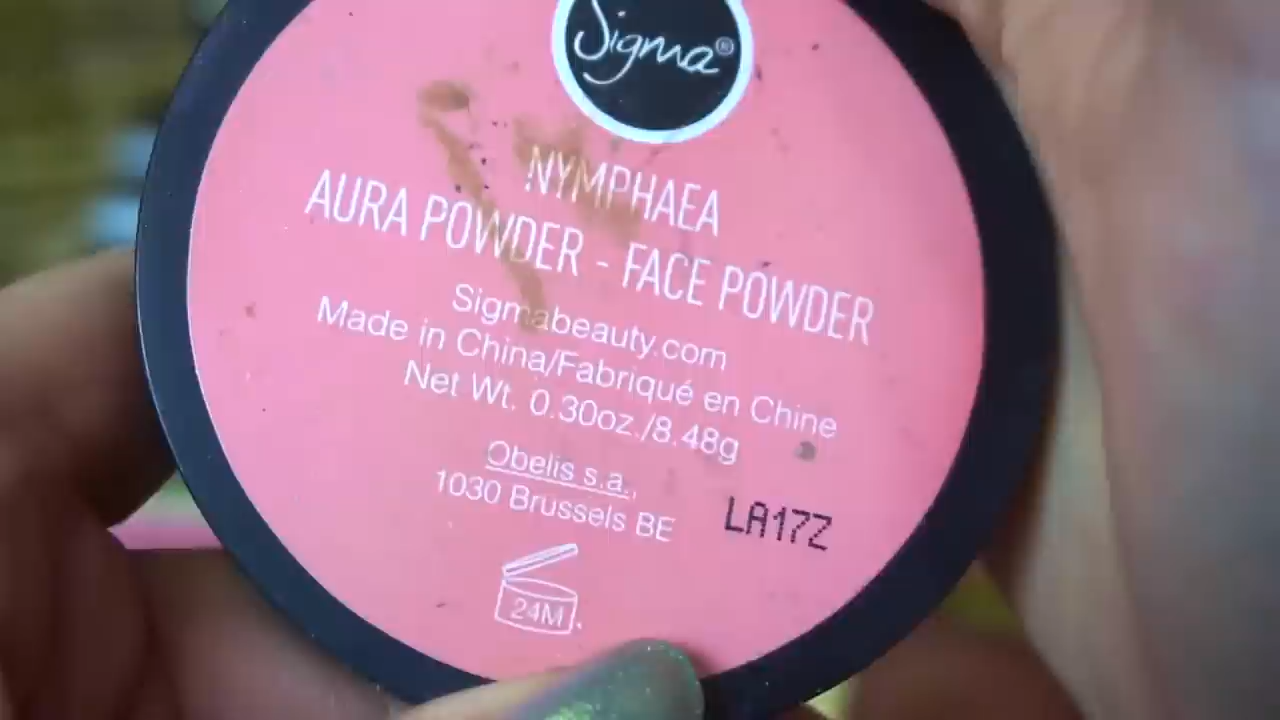 Sigma®
NYMPHAEA
AURA POWDER - FACE POWDER
Sigmabeauty.com
Made in China/Fabriqué en Chine
Net Wt. 0.30oz./8.48g
Obelis s.a.,
1030 Brussels BE
LA17Z
24M